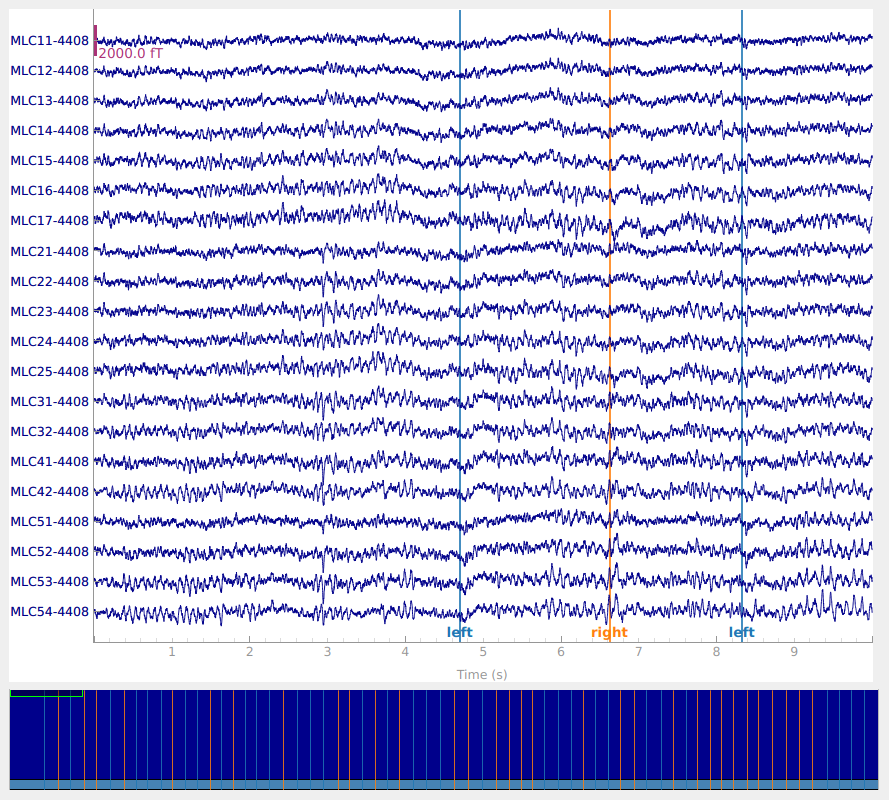 MLC11-4408
2000.0 fT
MLC12-4408
MLC13-4408
MLC14-4408
MLC15-4408
MLC16-4408
MLC17-4408
MLC21-4408
MLC22-4408
MLC23-4408
MLC24-4408
MLC25-4408
MLC31-4408
MLC32-4408
MLC41-4408
MLC42-4408
MLC51-4408
MLC52-4408
MLC53-4408
MLC54-4408
left right left
1 2 3 4 5 6 7 8 9
Time (s)